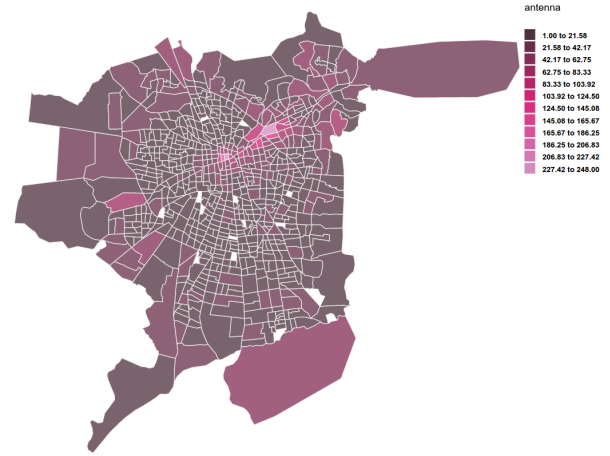 antenna
1.00 to 21.58
21.58 to 42.17
42.17 to 62.75
62.75 to 83.33
83.33 to 103.92
103.92 to 124.50
124.50 to 145.08
145.08 to 165.67
165.67 to 186.25
186.25 to 206.83
206.83 to 227.42
227.42 to 248.00